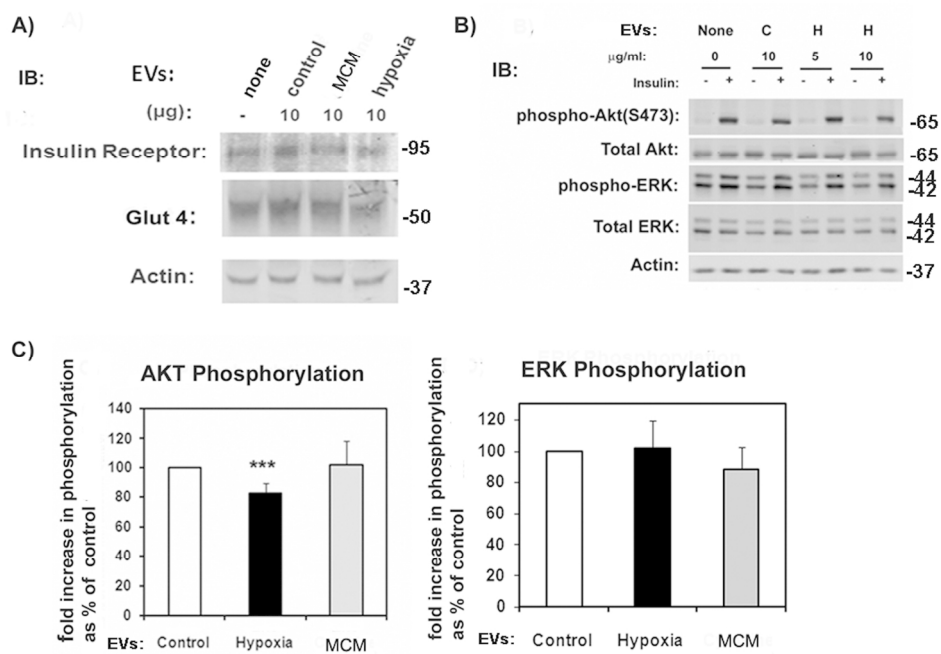 A)
IB:
EVs:
none
control
MCM
hypoxia
(µg):
- 10 10 10
Insulin Receptor:
-95
Glut 4:
-50
Actin:
-37
B)
EVs: None C H H
µg/ml: 0 10 5 10
IB:
Insulin: - + - + - + - +
phospho-Akt(S473):
-65
Total Akt:
-65
phospho-ERK:
-44
-42
Total ERK:
-44
-42
Actin:
-37
C)
AKT Phosphorylation
fold increase in phosphorylation
as % of control
140
120
100
80
60
40
20
0
***
EVs: Control Hypoxia MCM
ERK Phosphorylation
fold increase in phosphorylation
as % of control
120
100
80
60
40
20
0
EVs: Control Hypoxia MCM